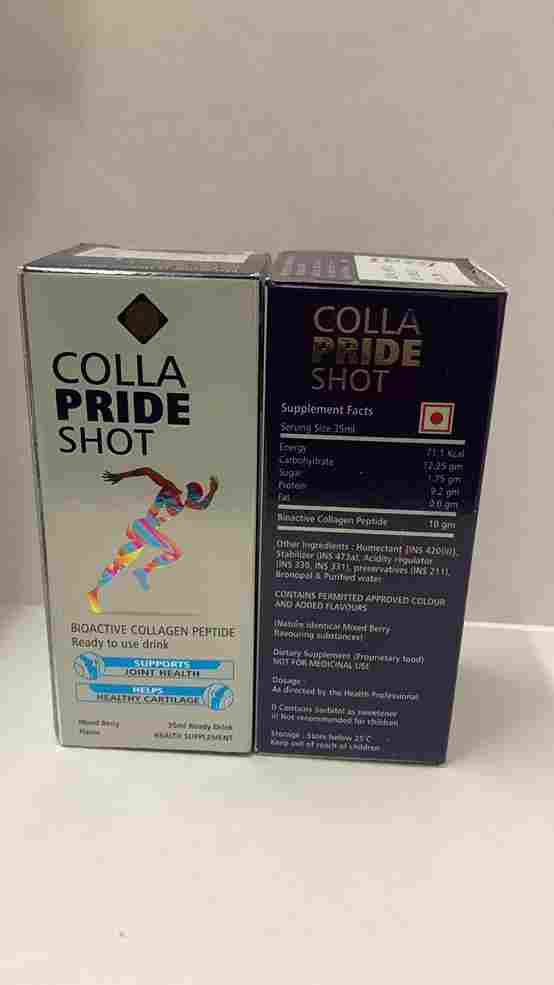 COLLA
PRIDE
SHOT
BIOACTIVE COLLAGEN PEPTIDE
Ready to use drink
SUPPORTS
JOINT HEALTH
HELPS
HEALTHY CARTILAGE
Mixed Berry
Flavor
35ml Ready Drink
HEALTH SUPPLEMENT
COLLA
PRIDE
SHOT
Supplement Facts
Serving Size 35ml
Energy 71.1 Kcal
Carbohydrate 12.25 gm
Sugar 1.75 gm
Protein 9.2 gm
Fat 0.0 gm
Bioactive Collagen Peptide 10 gm
Other Ingredients : Humectant [INS 420(ii)],
Stabilizer (INS 473a), Acidity regulator
(INS 330, INS 331), preservatives (INS 211),
Bronopol & Purified water
CONTAINS PERMITTED APPROVED COLOUR
AND ADDED FLAVOURS
(Nature identical Mixed Berry
flavouring substances)
Dietary Supplement (Proprietary food)
NOT FOR MEDICINAL USE
Dosage :
As directed by the Health Professional
i) Contains Sorbitol as sweetener
ii) Not recommended for children
Storage : Store below 25°C
Keep out of reach of children